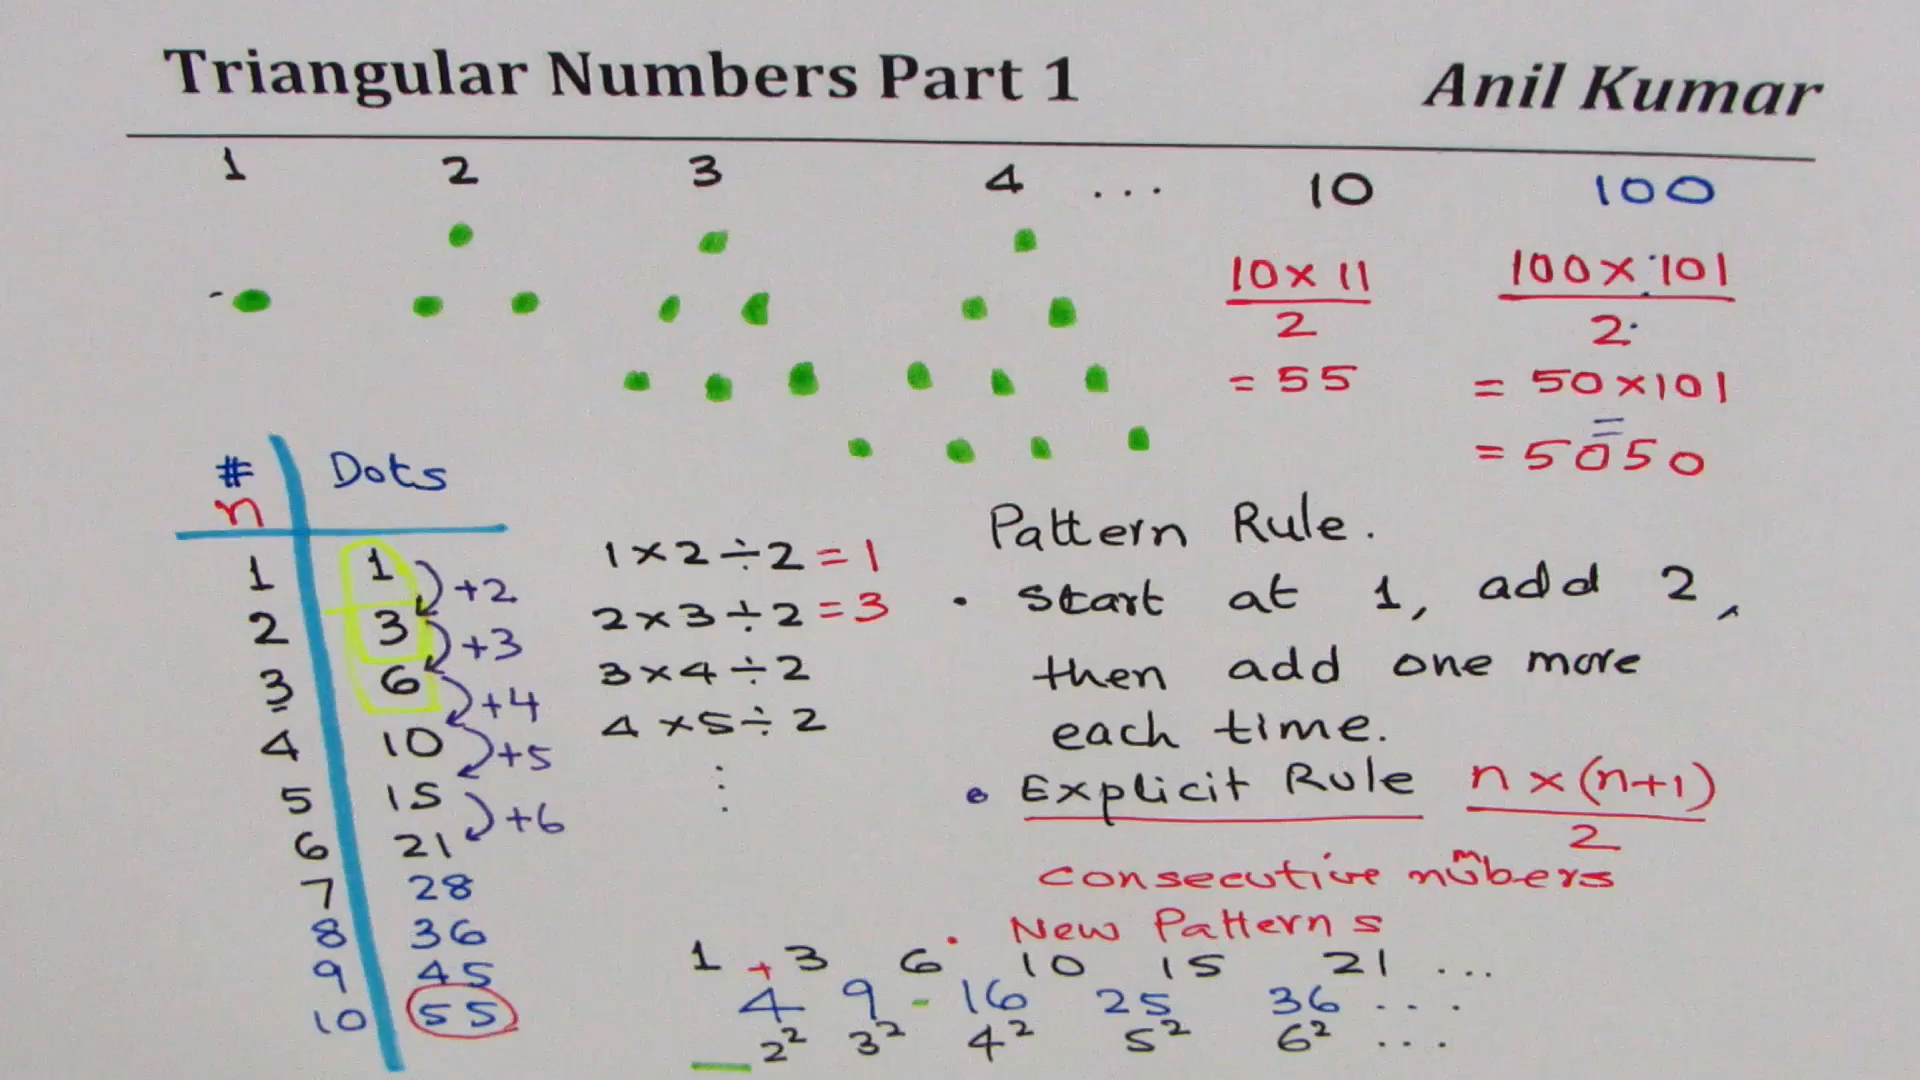 Triangular Numbers Part 1 Anil Kumar
1 2 3 4 ... 10 100
10 x 11 / 2
= 55
100 x 101 / 2
= 50 x 101
= 5050
# Dots
n
1 1 +2
2 3 +3
3 6 +4
4 10 +5
5 15 +6
6 21
7 28
8 36
9 45
10 55
1 x 2 ÷ 2 = 1
2 x 3 ÷ 2 = 3
3 x 4 ÷ 2
4 x 5 ÷ 2
⋮
Pattern Rule.
• Start at 1, add 2,
then add one more
each time.
• Explicit Rule n x (n+1) / 2
consecutive numbers
• New Patterns
1 + 3 6 10 15 21 ...
4 9 - 16 25 36 ...
2² 3² 4² 5² 6² ...